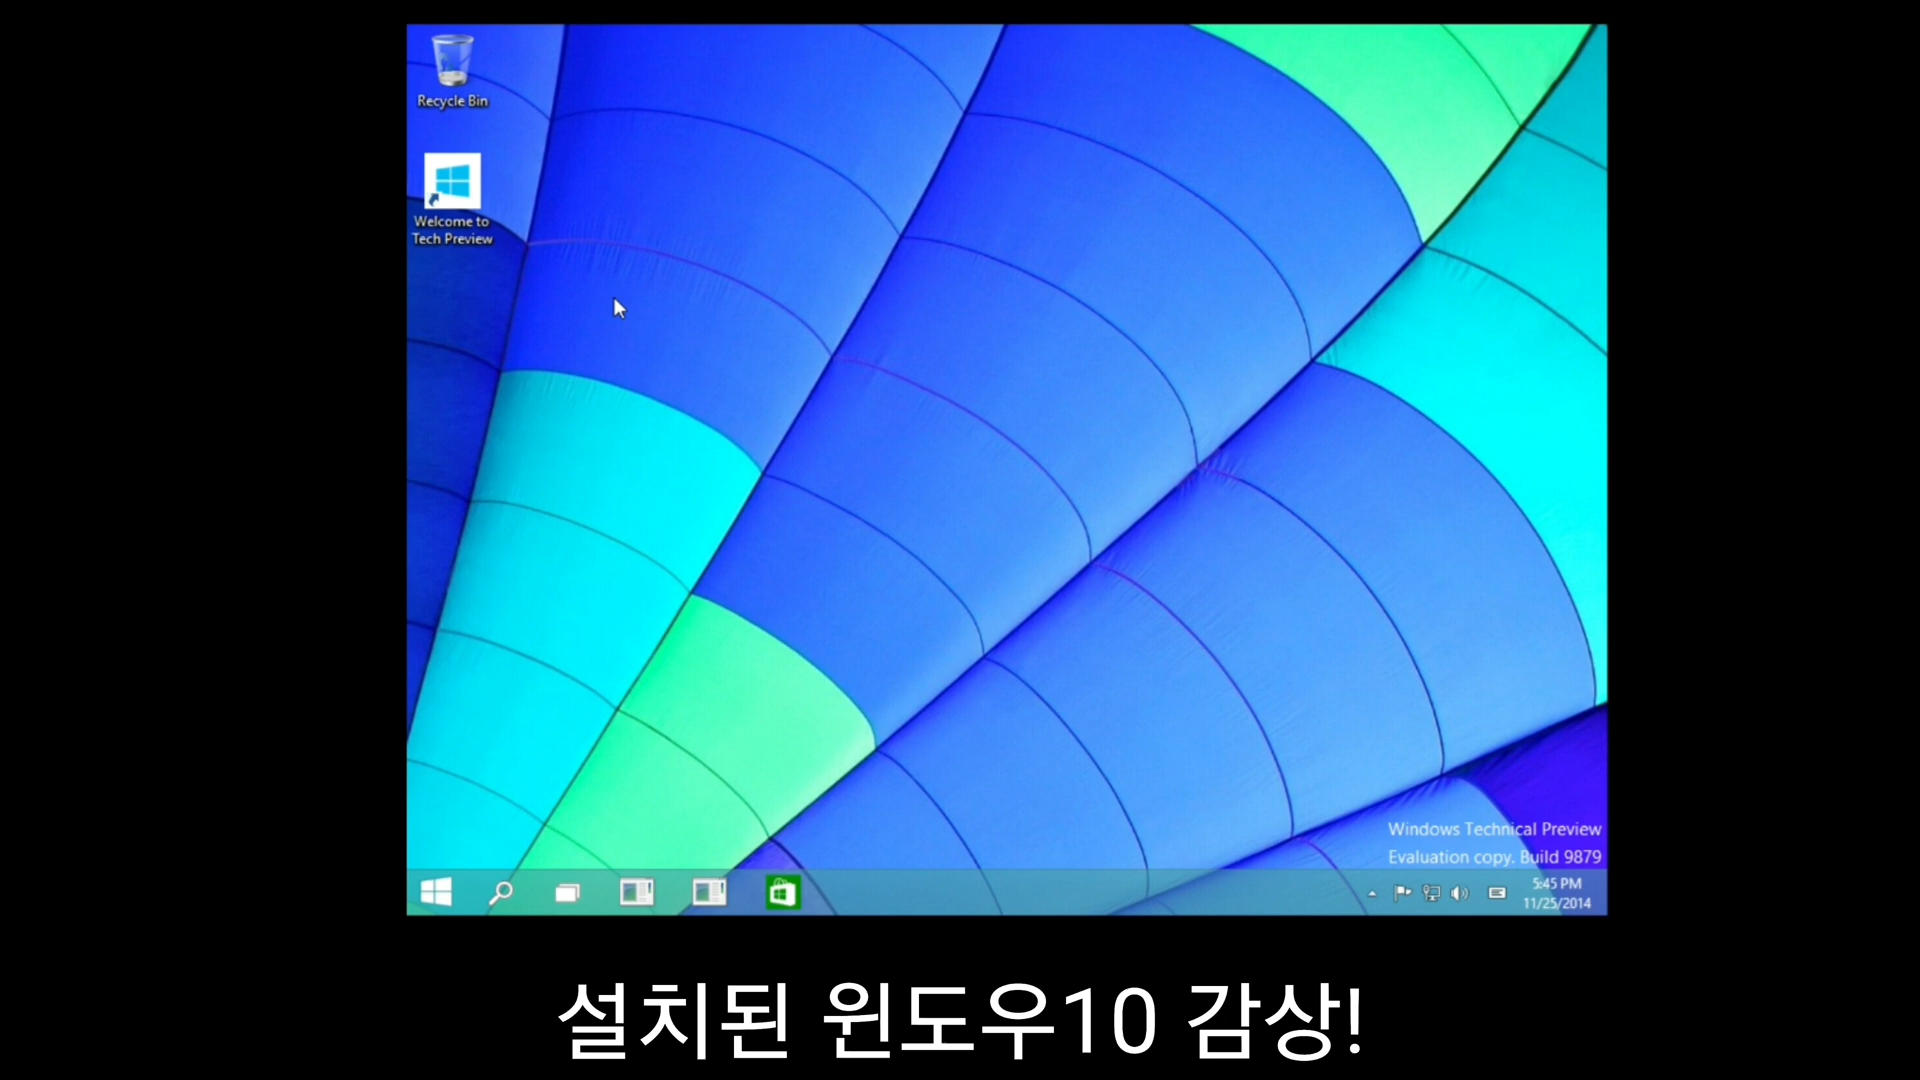 Recycle Bin
Welcome to
Tech Preview
Windows Technical Preview
Evaluation copy. Build 9879
5:45 PM
11/25/2014
설치된 윈도우10 감상!